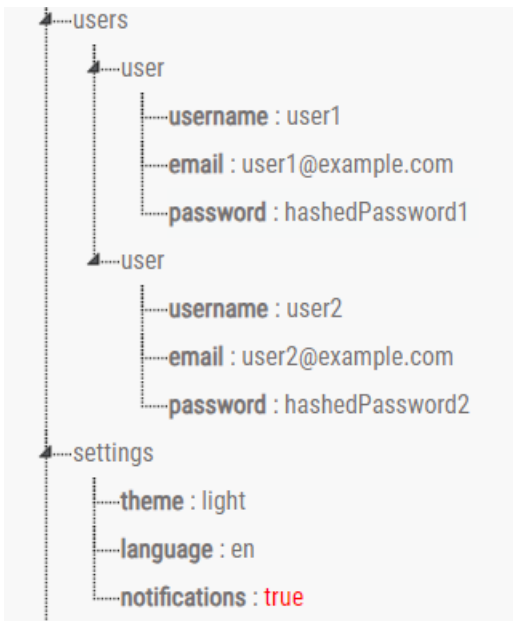 users
user
username : user1
email : user1@example.com
password : hashedPassword1
user
username : user2
email : user2@example.com
password : hashedPassword2
settings
theme : light
language : en
notifications : true